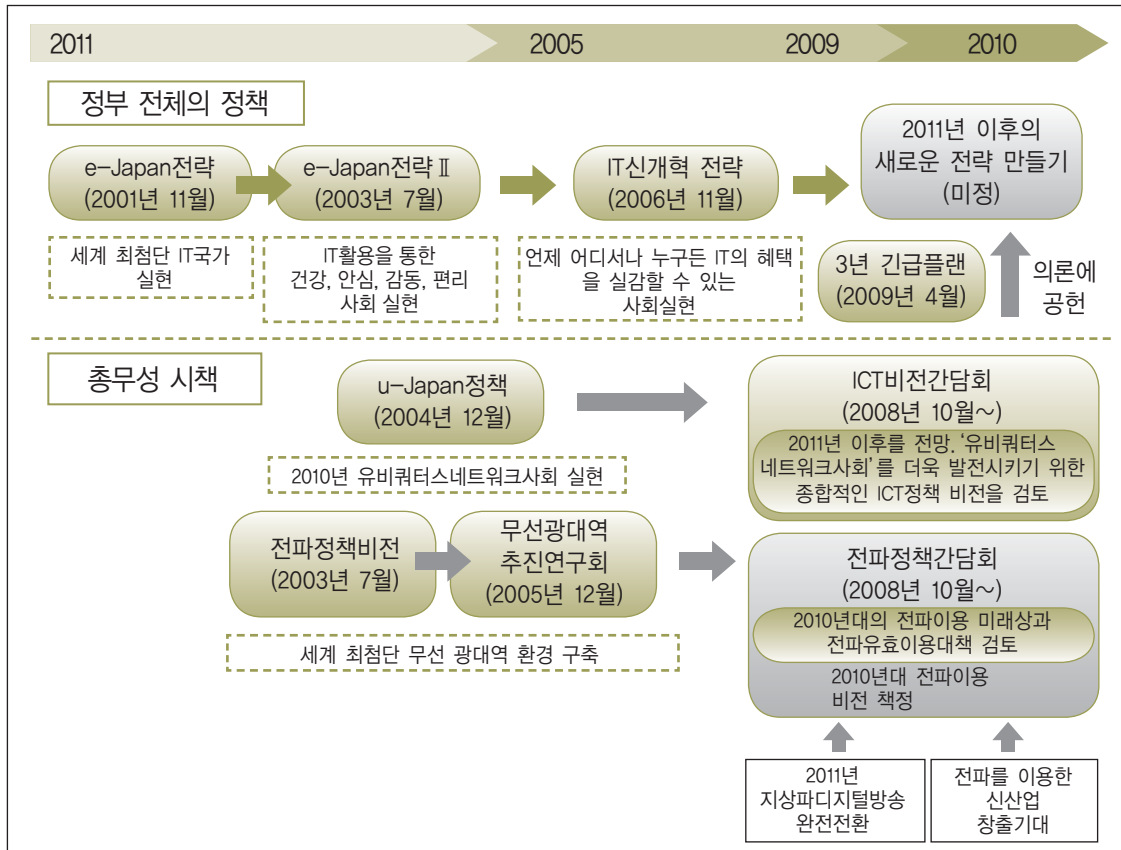 2011
2005
2009
2010
정부 전체의 정책
e-Japan전략
(2001년 11월)
e-Japan전략Ⅱ
(2003년 7월)
IT신개혁 전략
(2006년 11월)
2011년 이후의
새로운 전략 만들기
(미정)
세계 최첨단 IT국가
실현
IT활용을 통한
건강, 안심, 감동, 편리
사회 실현
언제 어디서나 누구든 IT의 혜택
을 실감할 수 있는
사회실현
3년 긴급플랜
(2009년 4월)
의론에
공헌
총무성 시책
u-Japan정책
(2004년 12월)
ICT비전간담회
(2008년 10월~)
2011년 이후를 전망, ‘유비쿼터스
네트워크사회’를 더욱 발전시키기 위한
종합적인 ICT정책 비전을 검토
2010년 유비쿼터스네트워크사회 실현
전파정책비전
(2003년 7월)
무선광대역
추진연구회
(2005년 12월)
전파정책간담회
(2008년 10월~)
2010년대의 전파이용 미래상과
전파유효이용대책 검토
2010년대 전파이용
비전 책정
세계 최첨단 무선 광대역 환경 구축
2011년
지상파디지털방송
완전전환
전파를 이용한
신산업
창출기대